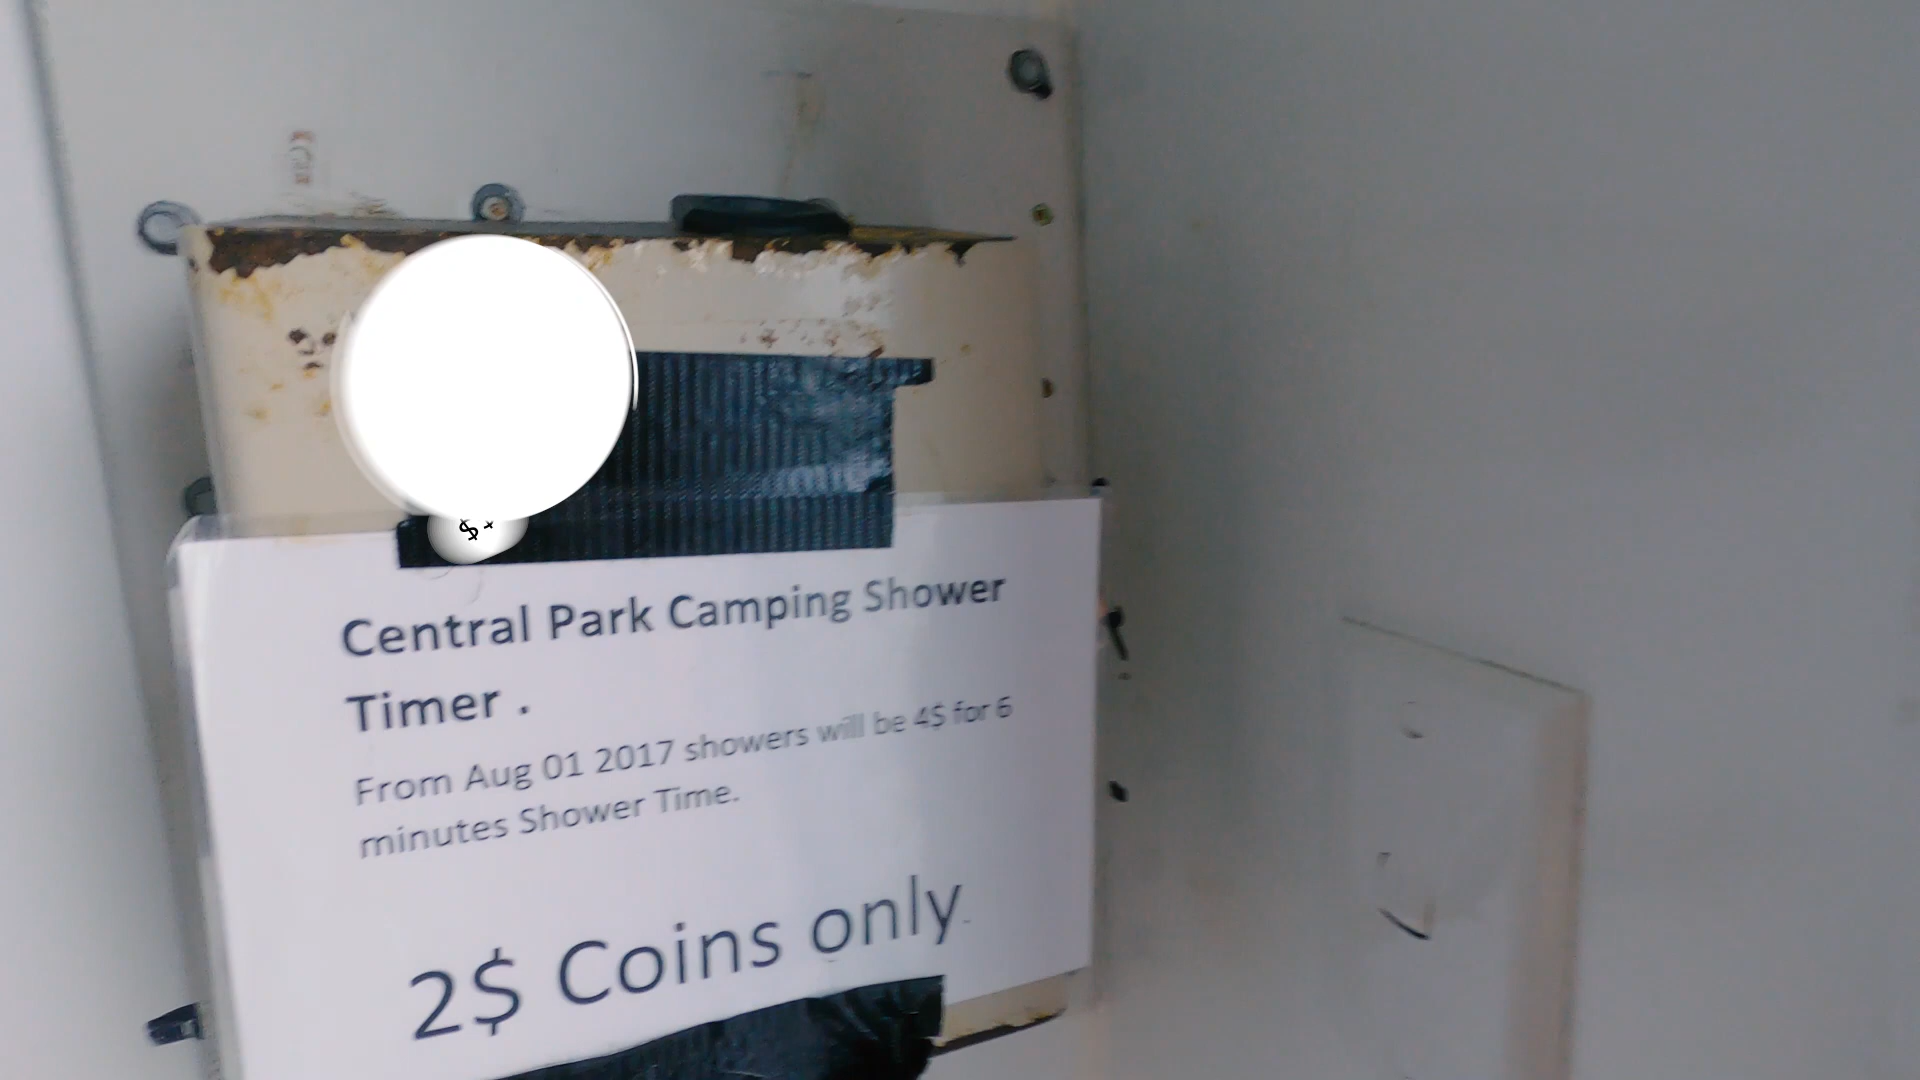 Central Park Camping Shower
Timer .
From Aug 01 2017 showers will be 4$ for 6
minutes Shower Time.
2$ Coins only